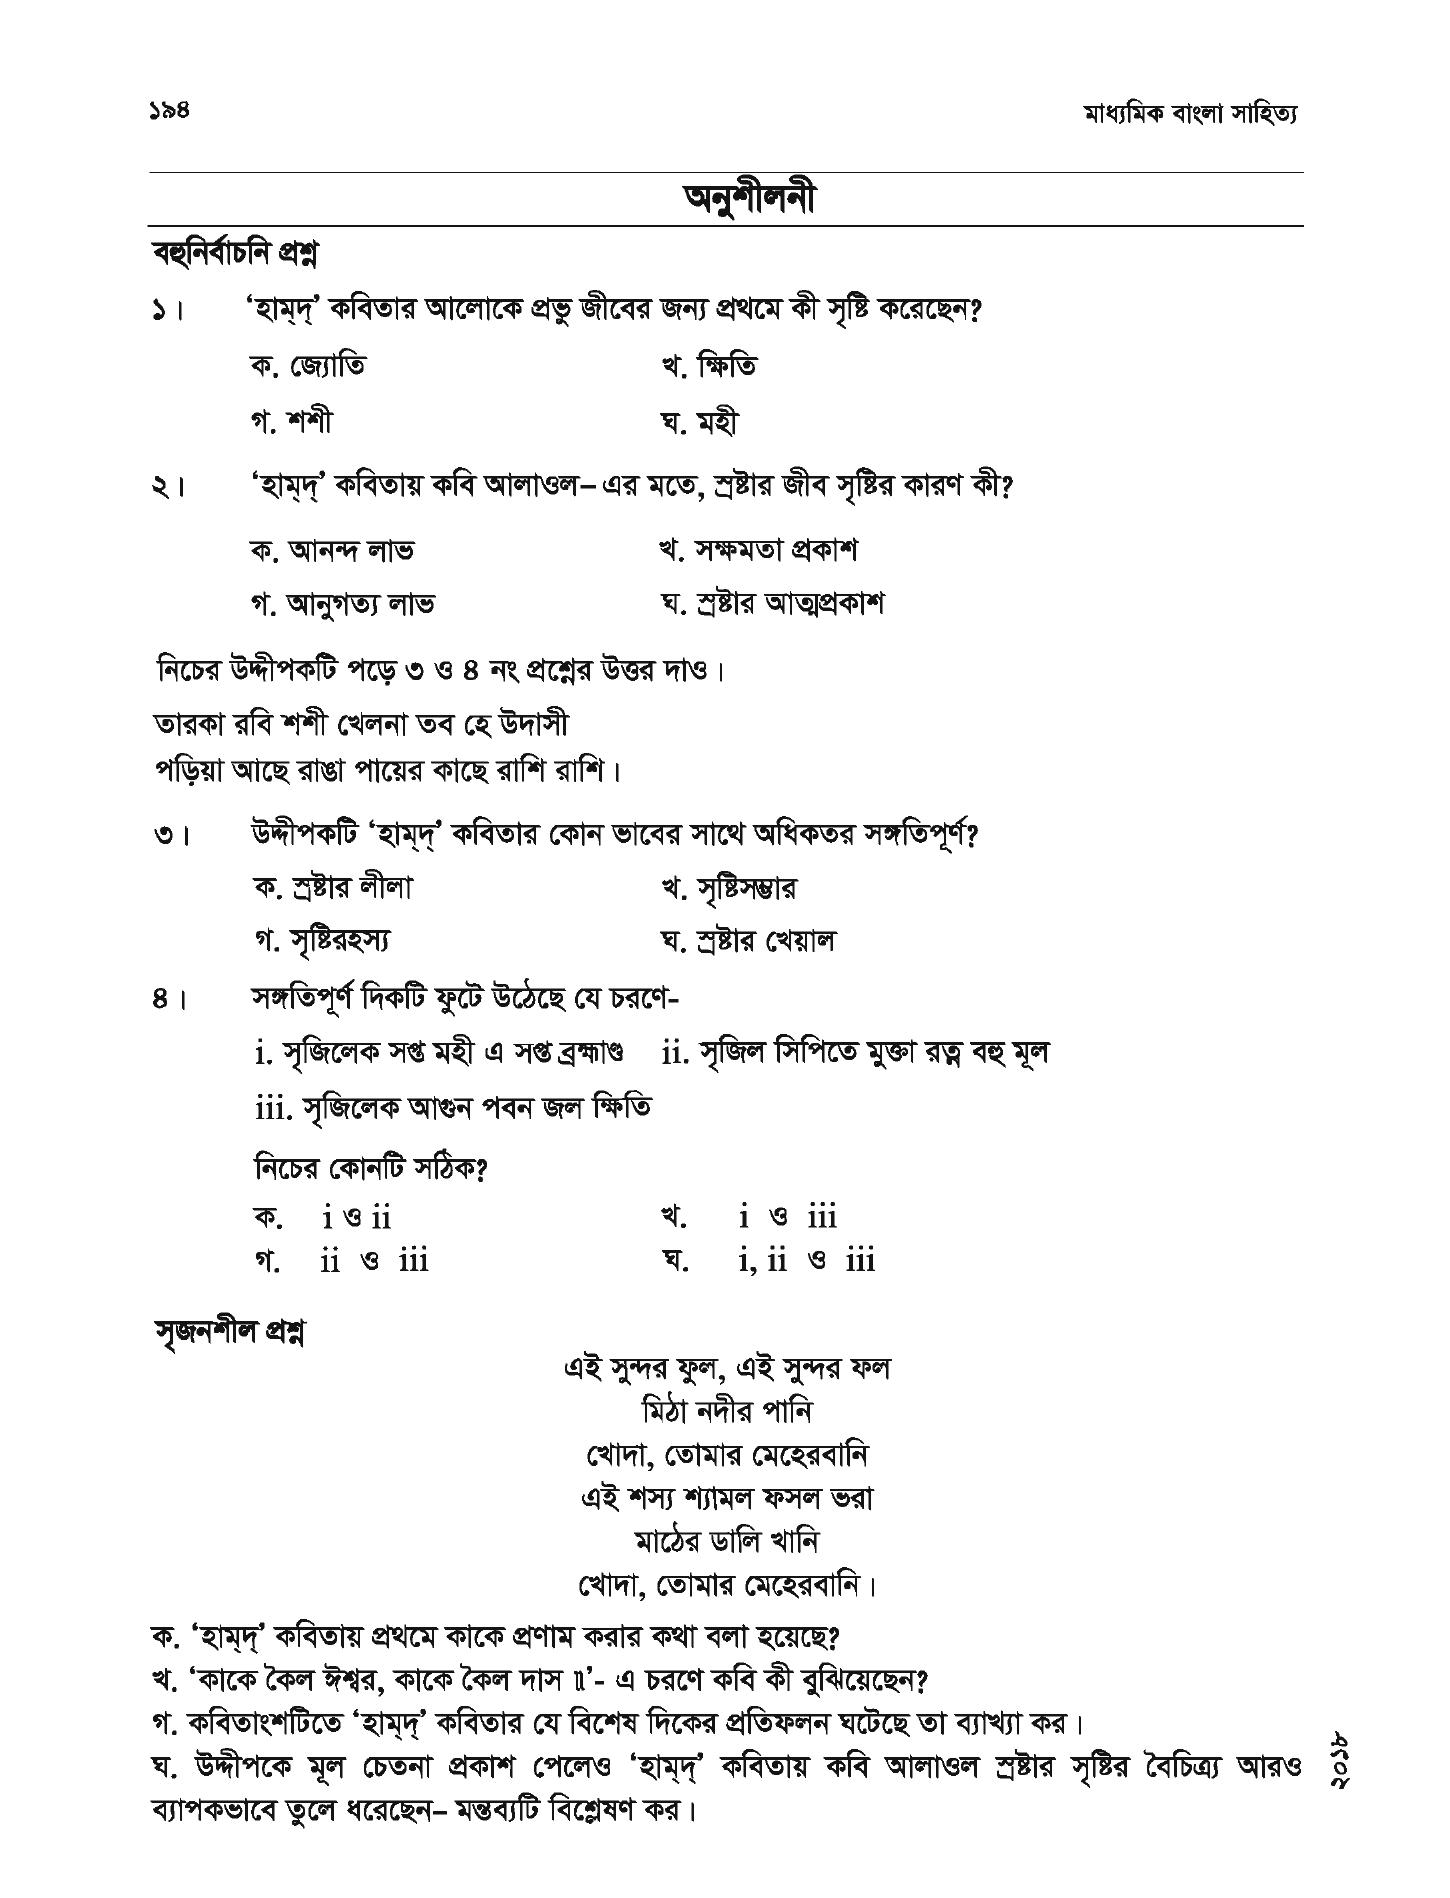 ১৯৪ মাধ্যমিক বাংলা সাহিত্য
অনুশীলনী
বহুনির্বাচনি প্রশ্ন
১। ‘হাম্‌দ্‌’ কবিতার আলোকে প্রভু জীবের জন্য প্রথমে কী সৃষ্টি করেছেন?
ক. জ্যোতি খ. ক্ষিতি
গ. শশী ঘ. মহী
২। ‘হাম্‌দ্‌’ কবিতায় কবি আলাওল–এর মতে, স্রষ্টার জীব সৃষ্টির কারণ কী?
ক. আনন্দ লাভ খ. সক্ষমতা প্রকাশ
গ. আনুগত্য লাভ ঘ. স্রষ্টার আত্মপ্রকাশ
নিচের উদ্দীপকটি পড়ে ৩ ও ৪ নং প্রশ্নের উত্তর দাও।
তারকা রবি শশী খেলনা তব হে উদাসী
পড়িয়া আছে রাঙা পায়ের কাছে রাশি রাশি।
৩। উদ্দীপকটি ‘হাম্‌দ্‌’ কবিতার কোন ভাবের সাথে অধিকতর সঙ্গতিপূর্ণ?
ক. স্রষ্টার লীলা খ. সৃষ্টিসম্ভার
গ. সৃষ্টিরহস্য ঘ. স্রষ্টার খেয়াল
৪। সঙ্গতিপূর্ণ দিকটি ফুটে উঠেছে যে চরণে-
i. সৃজিলেক সপ্ত মহী এ সপ্ত ব্রহ্মাণ্ড ii. সৃজিল সিপিতে মুক্তা রত্ন বহু মূল
iii. সৃজিলেক আগুন পবন জল ক্ষিতি
নিচের কোনটি সঠিক?
ক. i ও ii খ. i ও iii
গ. ii ও iii ঘ. i, ii ও iii
সৃজনশীল প্রশ্ন
এই সুন্দর ফুল, এই সুন্দর ফল
মিঠা নদীর পানি
খোদা, তোমার মেহেরবানি
এই শস্য শ্যামল ফসল ভরা
মাঠের ডালি খানি
খোদা, তোমার মেহেরবানি।
ক. ‘হাম্‌দ্‌’ কবিতায় প্রথমে কাকে প্রণাম করার কথা বলা হয়েছে?
খ. ‘কাকে কৈল ঈশ্বর, কাকে কৈল দাস ॥’- এ চরণে কবি কী বুঝিয়েছেন?
গ. কবিতাংশটিতে ‘হাম্‌দ্‌’ কবিতার যে বিশেষ দিকের প্রতিফলন ঘটেছে তা ব্যাখ্যা কর।
ঘ. উদ্দীপকে মূল চেতনা প্রকাশ পেলেও ‘হাম্‌দ্‌’ কবিতায় কবি আলাওল স্রষ্টার সৃষ্টির বৈচিত্র্য আরও
ব্যাপকভাবে তুলে ধরেছেন– মন্তব্যটি বিশ্লেষণ কর।
২০১৮